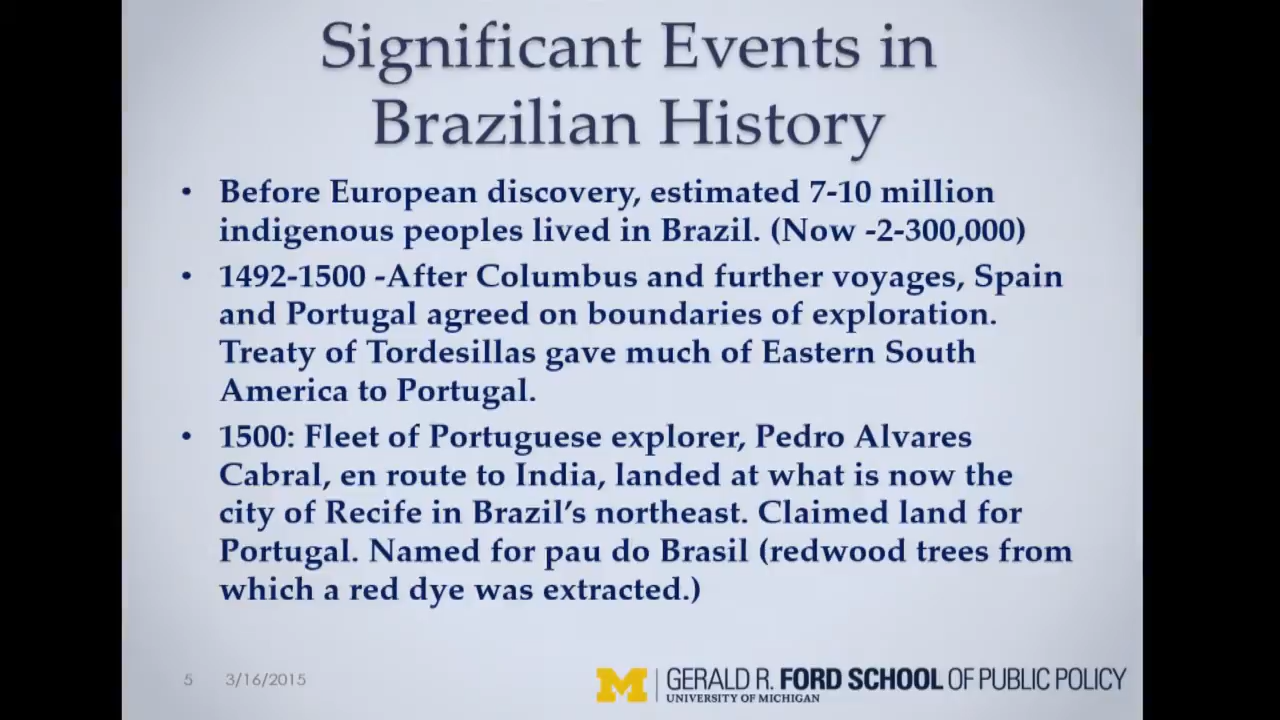 Significant Events in
Brazilian History
• Before European discovery, estimated 7-10 million
indigenous peoples lived in Brazil. (Now -2-300,000)
• 1492-1500 -After Columbus and further voyages, Spain
and Portugal agreed on boundaries of exploration.
Treaty of Tordesillas gave much of Eastern South
America to Portugal.
• 1500: Fleet of Portuguese explorer, Pedro Alvares
Cabral, en route to India, landed at what is now the
city of Recife in Brazil's northeast. Claimed land for
Portugal. Named for pau do Brasil (redwood trees from
which a red dye was extracted.)
5 3/16/2015
M GERALD R. FORD SCHOOL OF PUBLIC POLICY
UNIVERSITY OF MICHIGAN